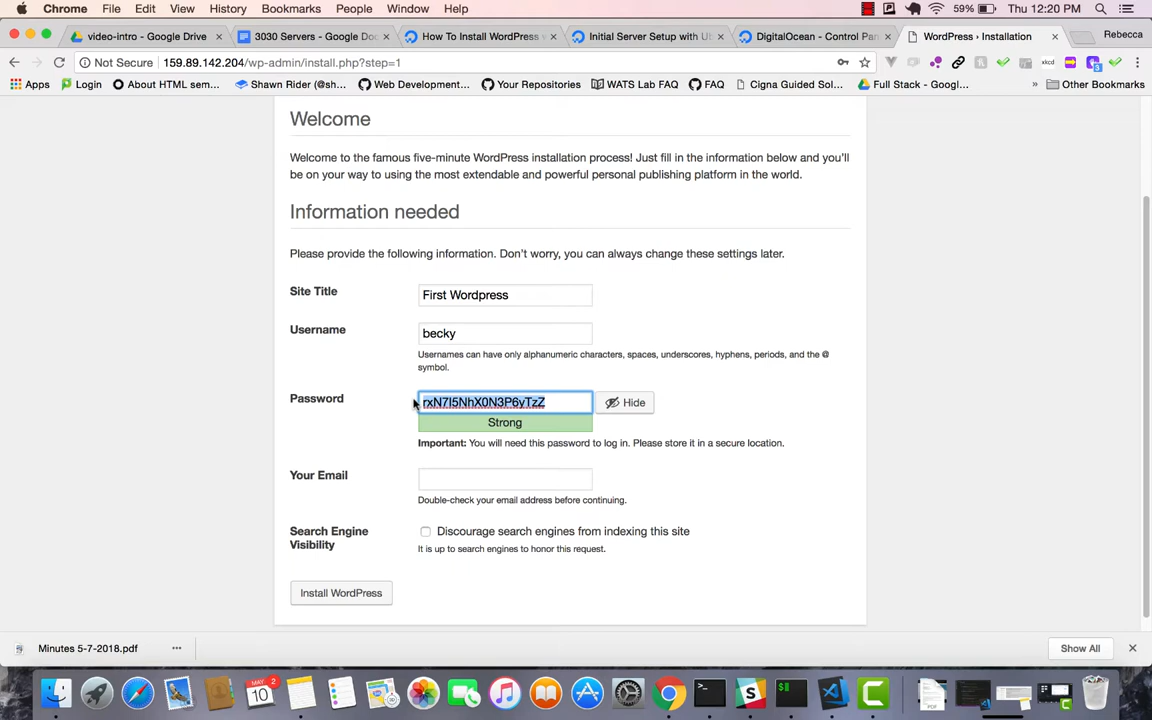 Chrome File Edit View History Bookmarks People Window Help 59% Thu 12:20 PM
video-intro - Google Drive 3030 Servers - Google Doc How To Install WordPress w Initial Server Setup with Ub DigitalOcean - Control Pan WordPress › Installation Rebecca
Not Secure 159.89.142.204/wp-admin/install.php?step=1 xkcd
Apps Login About HTML sem... Shawn Rider (@sh... Web Development... Your Repositories WATS Lab FAQ FAQ Cigna Guided Sol... Full Stack - Googl... » Other Bookmarks
Welcome
Welcome to the famous five-minute WordPress installation process! Just fill in the information below and you'll
be on your way to using the most extendable and powerful personal publishing platform in the world.
Information needed
Please provide the following information. Don't worry, you can always change these settings later.
Site Title First Wordpress
Username becky
Usernames can have only alphanumeric characters, spaces, underscores, hyphens, periods, and the @
symbol.
Password rxN7I5NhX0N3P6yTzZ Hide
Strong
Important: You will need this password to log in. Please store it in a secure location.
Your Email
Double-check your email address before continuing.
Search Engine Visibility Discourage search engines from indexing this site
It is up to search engines to honor this request.
Install WordPress
Minutes 5-7-2018.pdf Show All
MAY 10 2